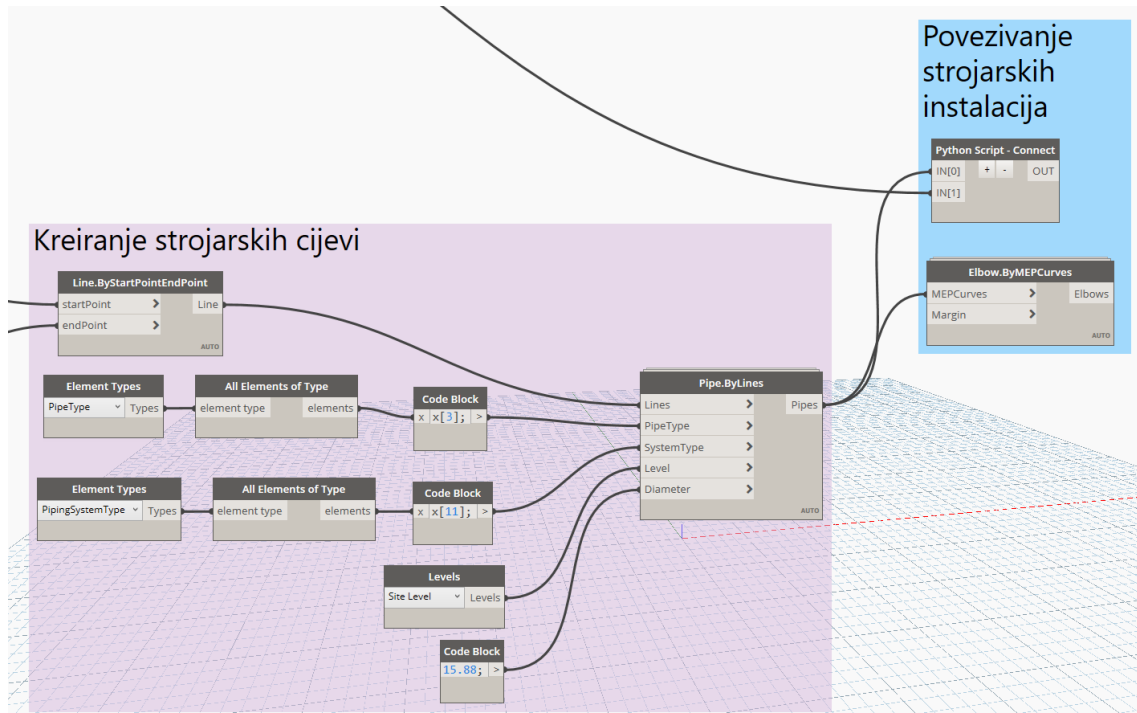 Povezivanje
strojarskih
instalacija
Python Script - Connect
IN[0] + - OUT
IN[1]
Elbow.ByMEPCurves
MEPCurves > Elbows
Margin >
AUTO
Kreiranje strojarskih cijevi
Line.ByStartPointEndPoint
startPoint > Line
endPoint >
AUTO
Element Types
PipeType Types
All Elements of Type
element type elements
Code Block
x x[3]; >
Pipe.ByLines
Lines > Pipes
PipeType >
SystemType >
Level >
Diameter >
AUTO
Element Types
PipingSystemType Types
All Elements of Type
element type elements
Code Block
x x[11]; >
Levels
Site Level Levels
Code Block
15.88; >